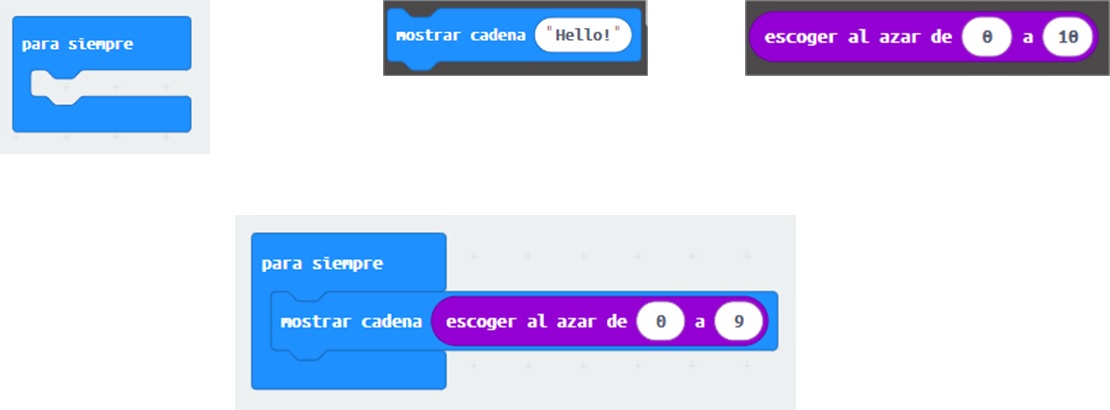 para siempre
mostrar cadena "Hello!"
escoger al azar de 0 a 10
para siempre
mostrar cadena escoger al azar de 0 a 9